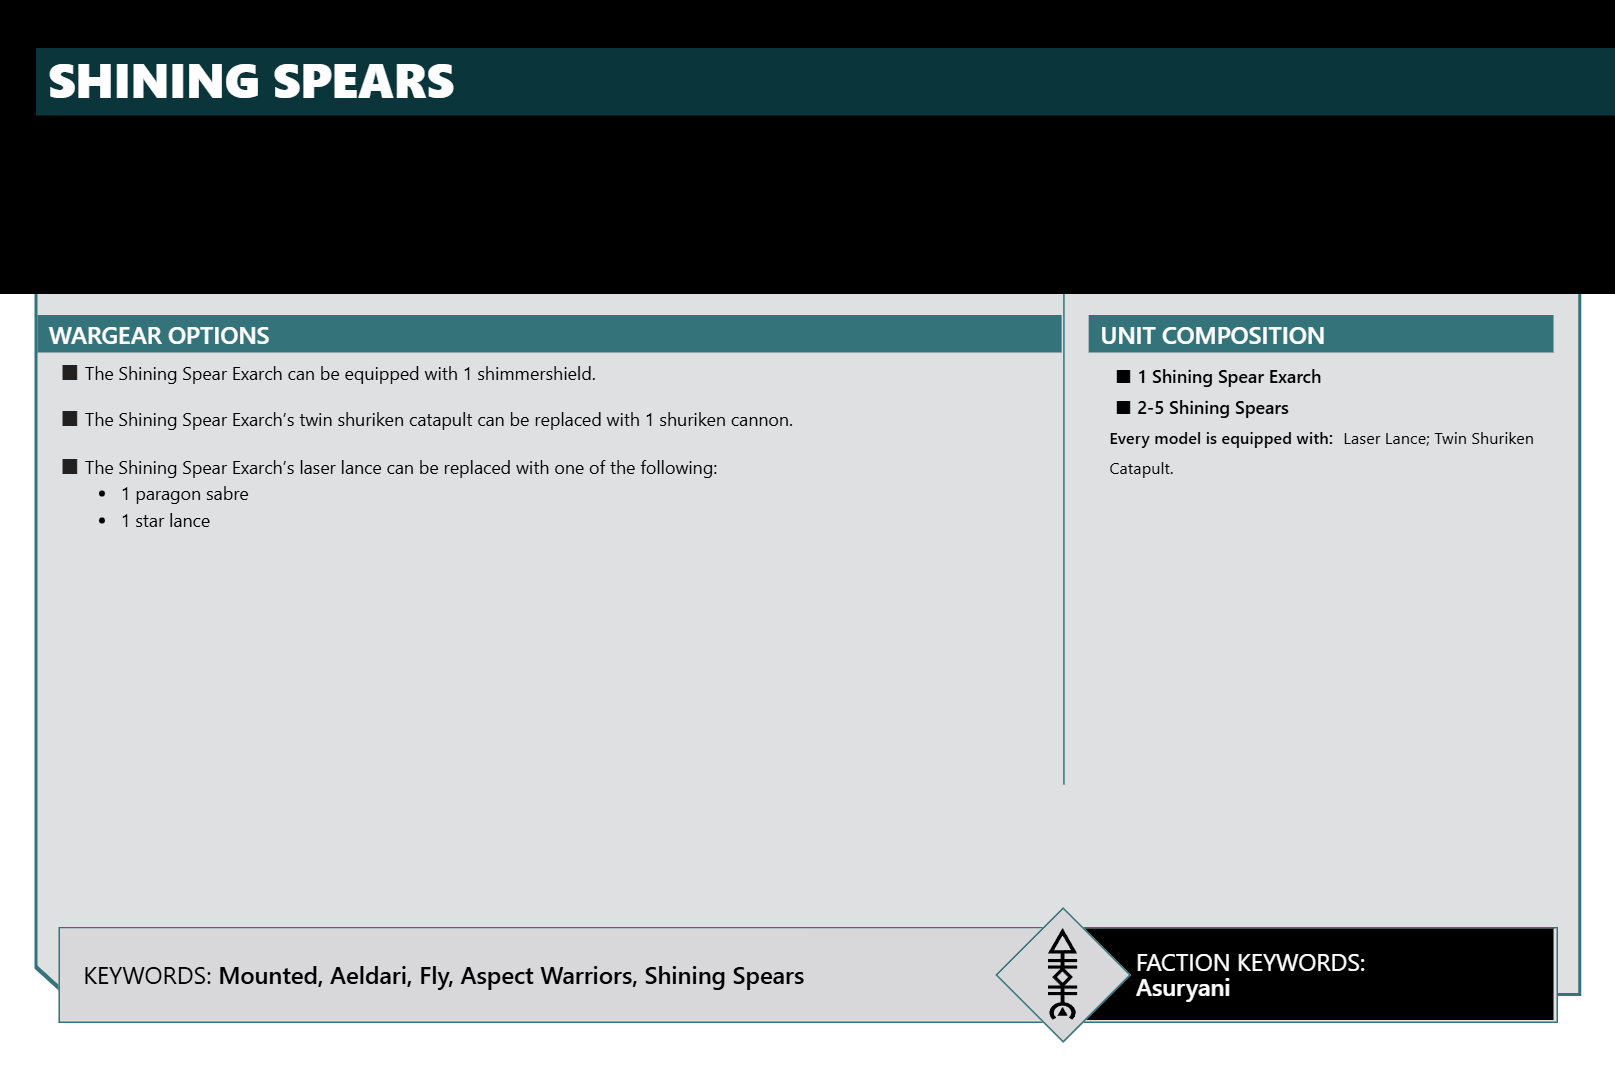 SHINING SPEARS
WARGEAR OPTIONS
■ The Shining Spear Exarch can be equipped with 1 shimmershield.
■ The Shining Spear Exarch’s twin shuriken catapult can be replaced with 1 shuriken cannon.
■ The Shining Spear Exarch’s laser lance can be replaced with one of the following:
• 1 paragon sabre
• 1 star lance
UNIT COMPOSITION
■ 1 Shining Spear Exarch
■ 2-5 Shining Spears
Every model is equipped with: Laser Lance; Twin Shuriken
Catapult.
KEYWORDS: Mounted, Aeldari, Fly, Aspect Warriors, Shining Spears
FACTION KEYWORDS:
Asuryani